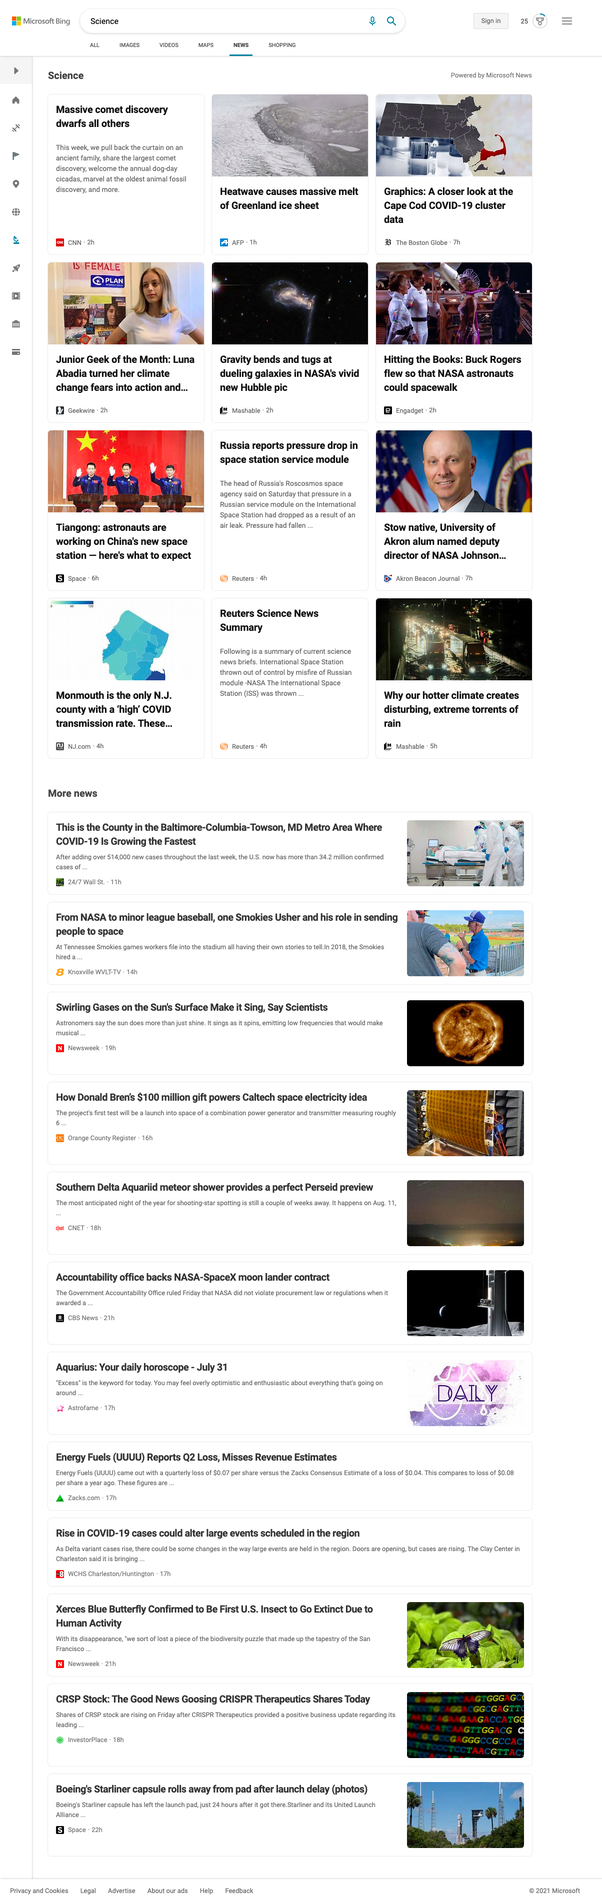 Microsoft Bing
Science
Sign in
25
ALL IMAGES VIDEOS MAPS NEWS SHOPPING
Science
Powered by Microsoft News
Massive comet discovery
dwarfs all others
This week, we pull back the curtain on an
ancient family, share the largest comet
discovery, welcome the annual dog-day
cicadas, marvel at the oldest animal fossil
discovery, and more.
CNN · 2h
Heatwave causes massive melt
of Greenland ice sheet
AFP · 1h
Graphics: A closer look at the
Cape Cod COVID-19 cluster
data
The Boston Globe · 7h
IS FEMALE
PLAN
Junior Geek of the Month: Luna
Abadia turned her climate
change fears into action and...
Geekwire · 2h
Gravity bends and tugs at
dueling galaxies in NASA's vivid
new Hubble pic
Mashable · 2h
Hitting the Books: Buck Rogers
flew so that NASA astronauts
could spacewalk
Engadget · 2h
Tiangong: astronauts are
working on China's new space
station — here's what to expect
Space · 6h
Russia reports pressure drop in
space station service module
The head of Russia's Roscosmos space
agency said on Saturday that pressure in a
Russian service module on the International
Space Station had dropped as a result of an
air leak. Pressure had fallen ...
Reuters · 4h
Stow native, University of
Akron alum named deputy
director of NASA Johnson...
Akron Beacon Journal · 7h
Monmouth is the only N.J.
county with a 'high' COVID
transmission rate. These...
NJ.com · 4h
Reuters Science News
Summary
Following is a summary of current science
news briefs. International Space Station
thrown out of control by misfire of Russian
module -NASA The International Space
Station (ISS) was thrown ...
Reuters · 4h
Why our hotter climate creates
disturbing, extreme torrents of
rain
Mashable · 5h
More news
This is the County in the Baltimore-Columbia-Towson, MD Metro Area Where
COVID-19 Is Growing the Fastest
After adding over 514,000 new cases throughout the last week, the U.S. now has more than 34.2 million confirmed
cases of ...
24/7 Wall St. · 11h
From NASA to minor league baseball, one Smokies Usher and his role in sending
people to space
At Tennessee Smokies games workers file into the stadium all having their own stories to tell.In 2018, the Smokies
hired a ...
Knoxville WVLT-TV · 14h
Swirling Gases on the Sun's Surface Make it Sing, Say Scientists
Astronomers say the sun does more than just shine. It sings as it spins, emitting low frequencies that would make
musical ...
Newsweek · 19h
How Donald Bren's $100 million gift powers Caltech space electricity idea
The project's first test will be a launch into space of a combination power generator and transmitter measuring roughly
6 ...
Orange County Register · 16h
Southern Delta Aquariid meteor shower provides a perfect Perseid preview
The most anticipated night of the year for shooting-star spotting is still a couple of weeks away. It happens on Aug. 11,
...
CNET · 18h
Accountability office backs NASA-SpaceX moon lander contract
The Government Accountability Office ruled Friday that NASA did not violate procurement law or regulations when it
awarded a ...
CBS News · 21h
Aquarius: Your daily horoscope - July 31
"Excess" is the keyword for today. You may feel overly optimistic and enthusiastic about everything that's going on
around ...
Astrofame · 17h
DAILY
Energy Fuels (UUUU) Reports Q2 Loss, Misses Revenue Estimates
Energy Fuels (UUUU) came out with a quarterly loss of $0.07 per share versus the Zacks Consensus Estimate of a loss of $0.04. This compares to loss of $0.08
per share a year ago. These figures are ...
Zacks.com · 17h
Rise in COVID-19 cases could alter large events scheduled in the region
As Delta variant cases rise, there could be some changes in the way large events are held in the region. Doors are opening, but cases are rising. The Clay Center in
Charleston said it is bringing ...
WCHS Charleston/Huntington · 17h
Xerces Blue Butterfly Confirmed to Be First U.S. Insect to Go Extinct Due to
Human Activity
With its disappearance, "we sort of lost a piece of the biodiversity puzzle that made up the tapestry of the San
Francisco ...
Newsweek · 21h
CRSP Stock: The Good News Goosing CRISPR Therapeutics Shares Today
Shares of CRSP stock are rising on Friday after CRISPR Therapeutics provided a positive business update regarding its
leading ...
InvestorPlace · 18h
Boeing's Starliner capsule rolls away from pad after launch delay (photos)
Boeing's Starliner capsule has left the launch pad, just 24 hours after it got there.Starliner and its United Launch
Alliance ...
Space · 22h
Privacy and Cookies Legal Advertise About our ads Help Feedback
© 2021 Microsoft